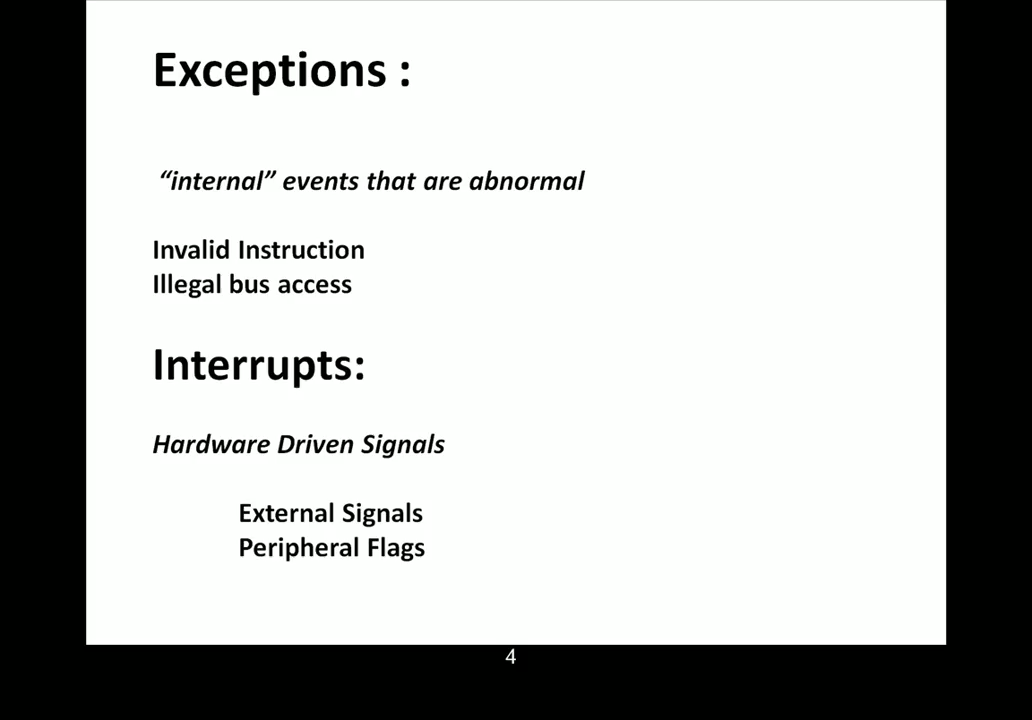 Exceptions :
“internal” events that are abnormal
Invalid Instruction
Illegal bus access
Interrupts:
Hardware Driven Signals
External Signals
Peripheral Flags
4